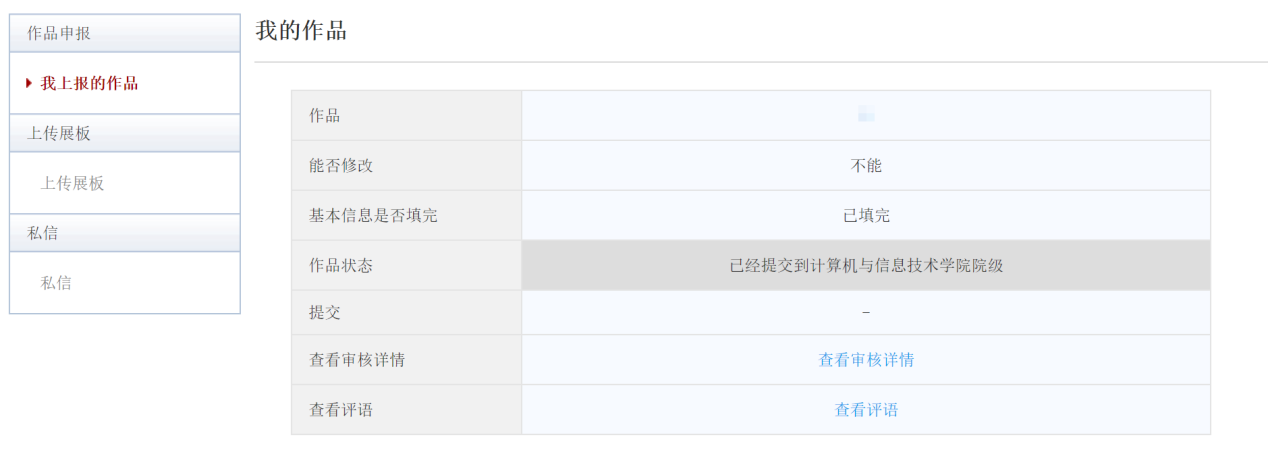 作品申报
我上报的作品
上传展板
上传展板
私信
私信
我的作品
作品
能否修改 不能
基本信息是否填完 已填完
作品状态 已经提交到计算机与信息技术学院院级
提交 -
查看审核详情 查看审核详情
查看评语 查看评语